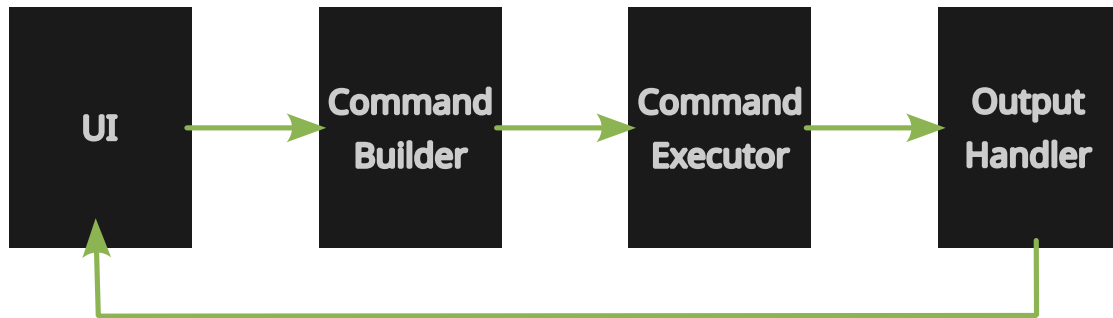 UI
Command
Builder
Command
Executor
Output
Handler